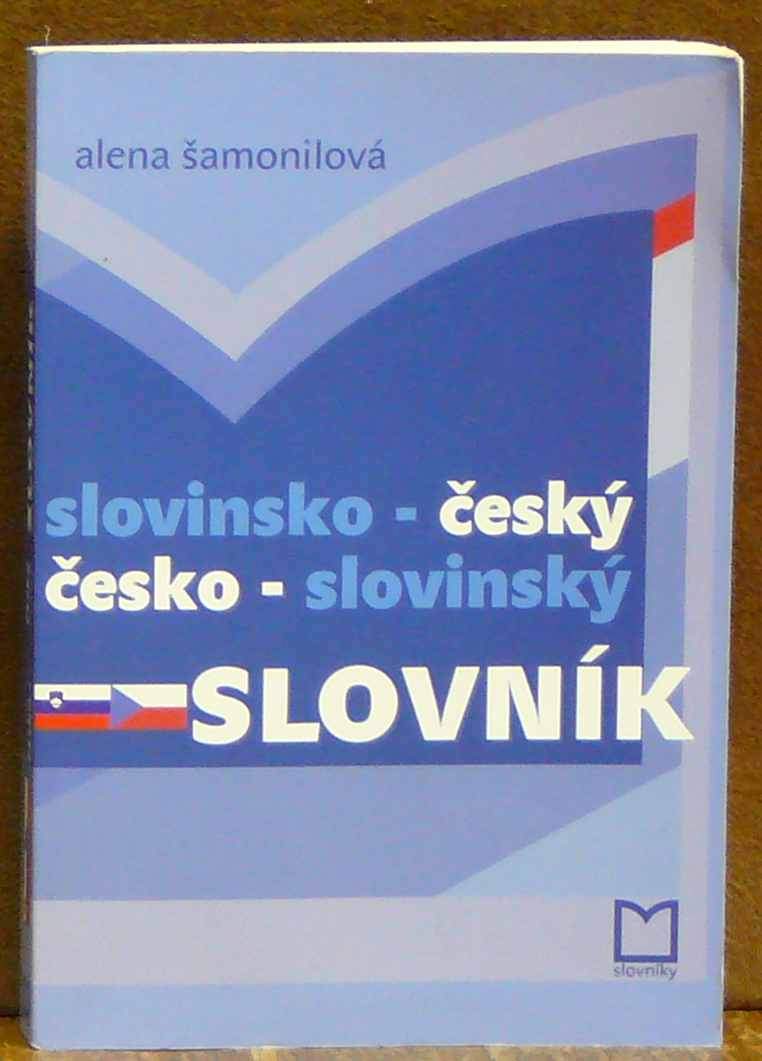 alena šamonilová
slovinsko - český
česko - slovinský
SLOVNÍK
slovníky